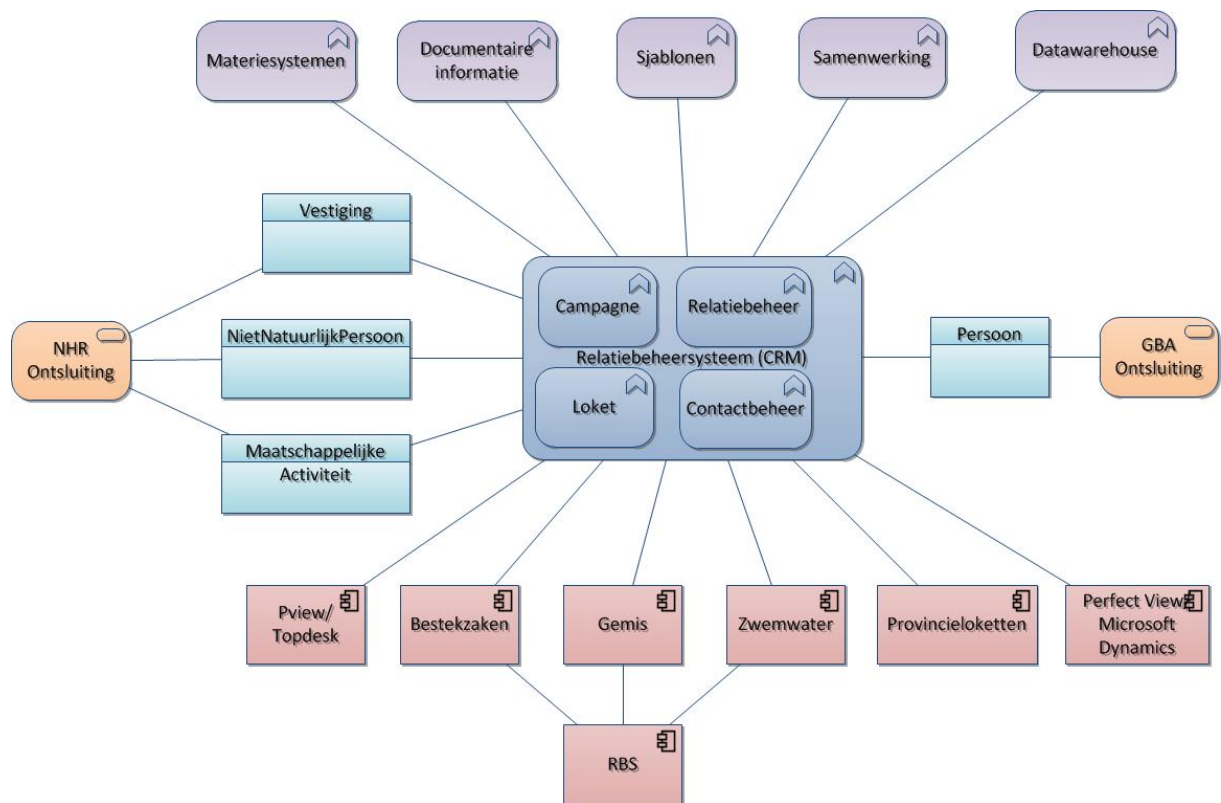 Materiesystemen
Documentaire
informatie
Sjablonen
Samenwerking
Datawarehouse
Vestiging
NietNatuurlijkPersoon
Maatschappelijke
Activiteit
NHR
Ontsluiting
Campagne
Relatiebeheer
Relatiebeheersysteem (CRM)
Loket
Contactbeheer
Persoon
GBA
Ontsluiting
Pview/
Topdesk
Bestekzaken
Gemis
Zwemwater
Provincieloketten
Perfect View/
Microsoft
Dynamics
RBS